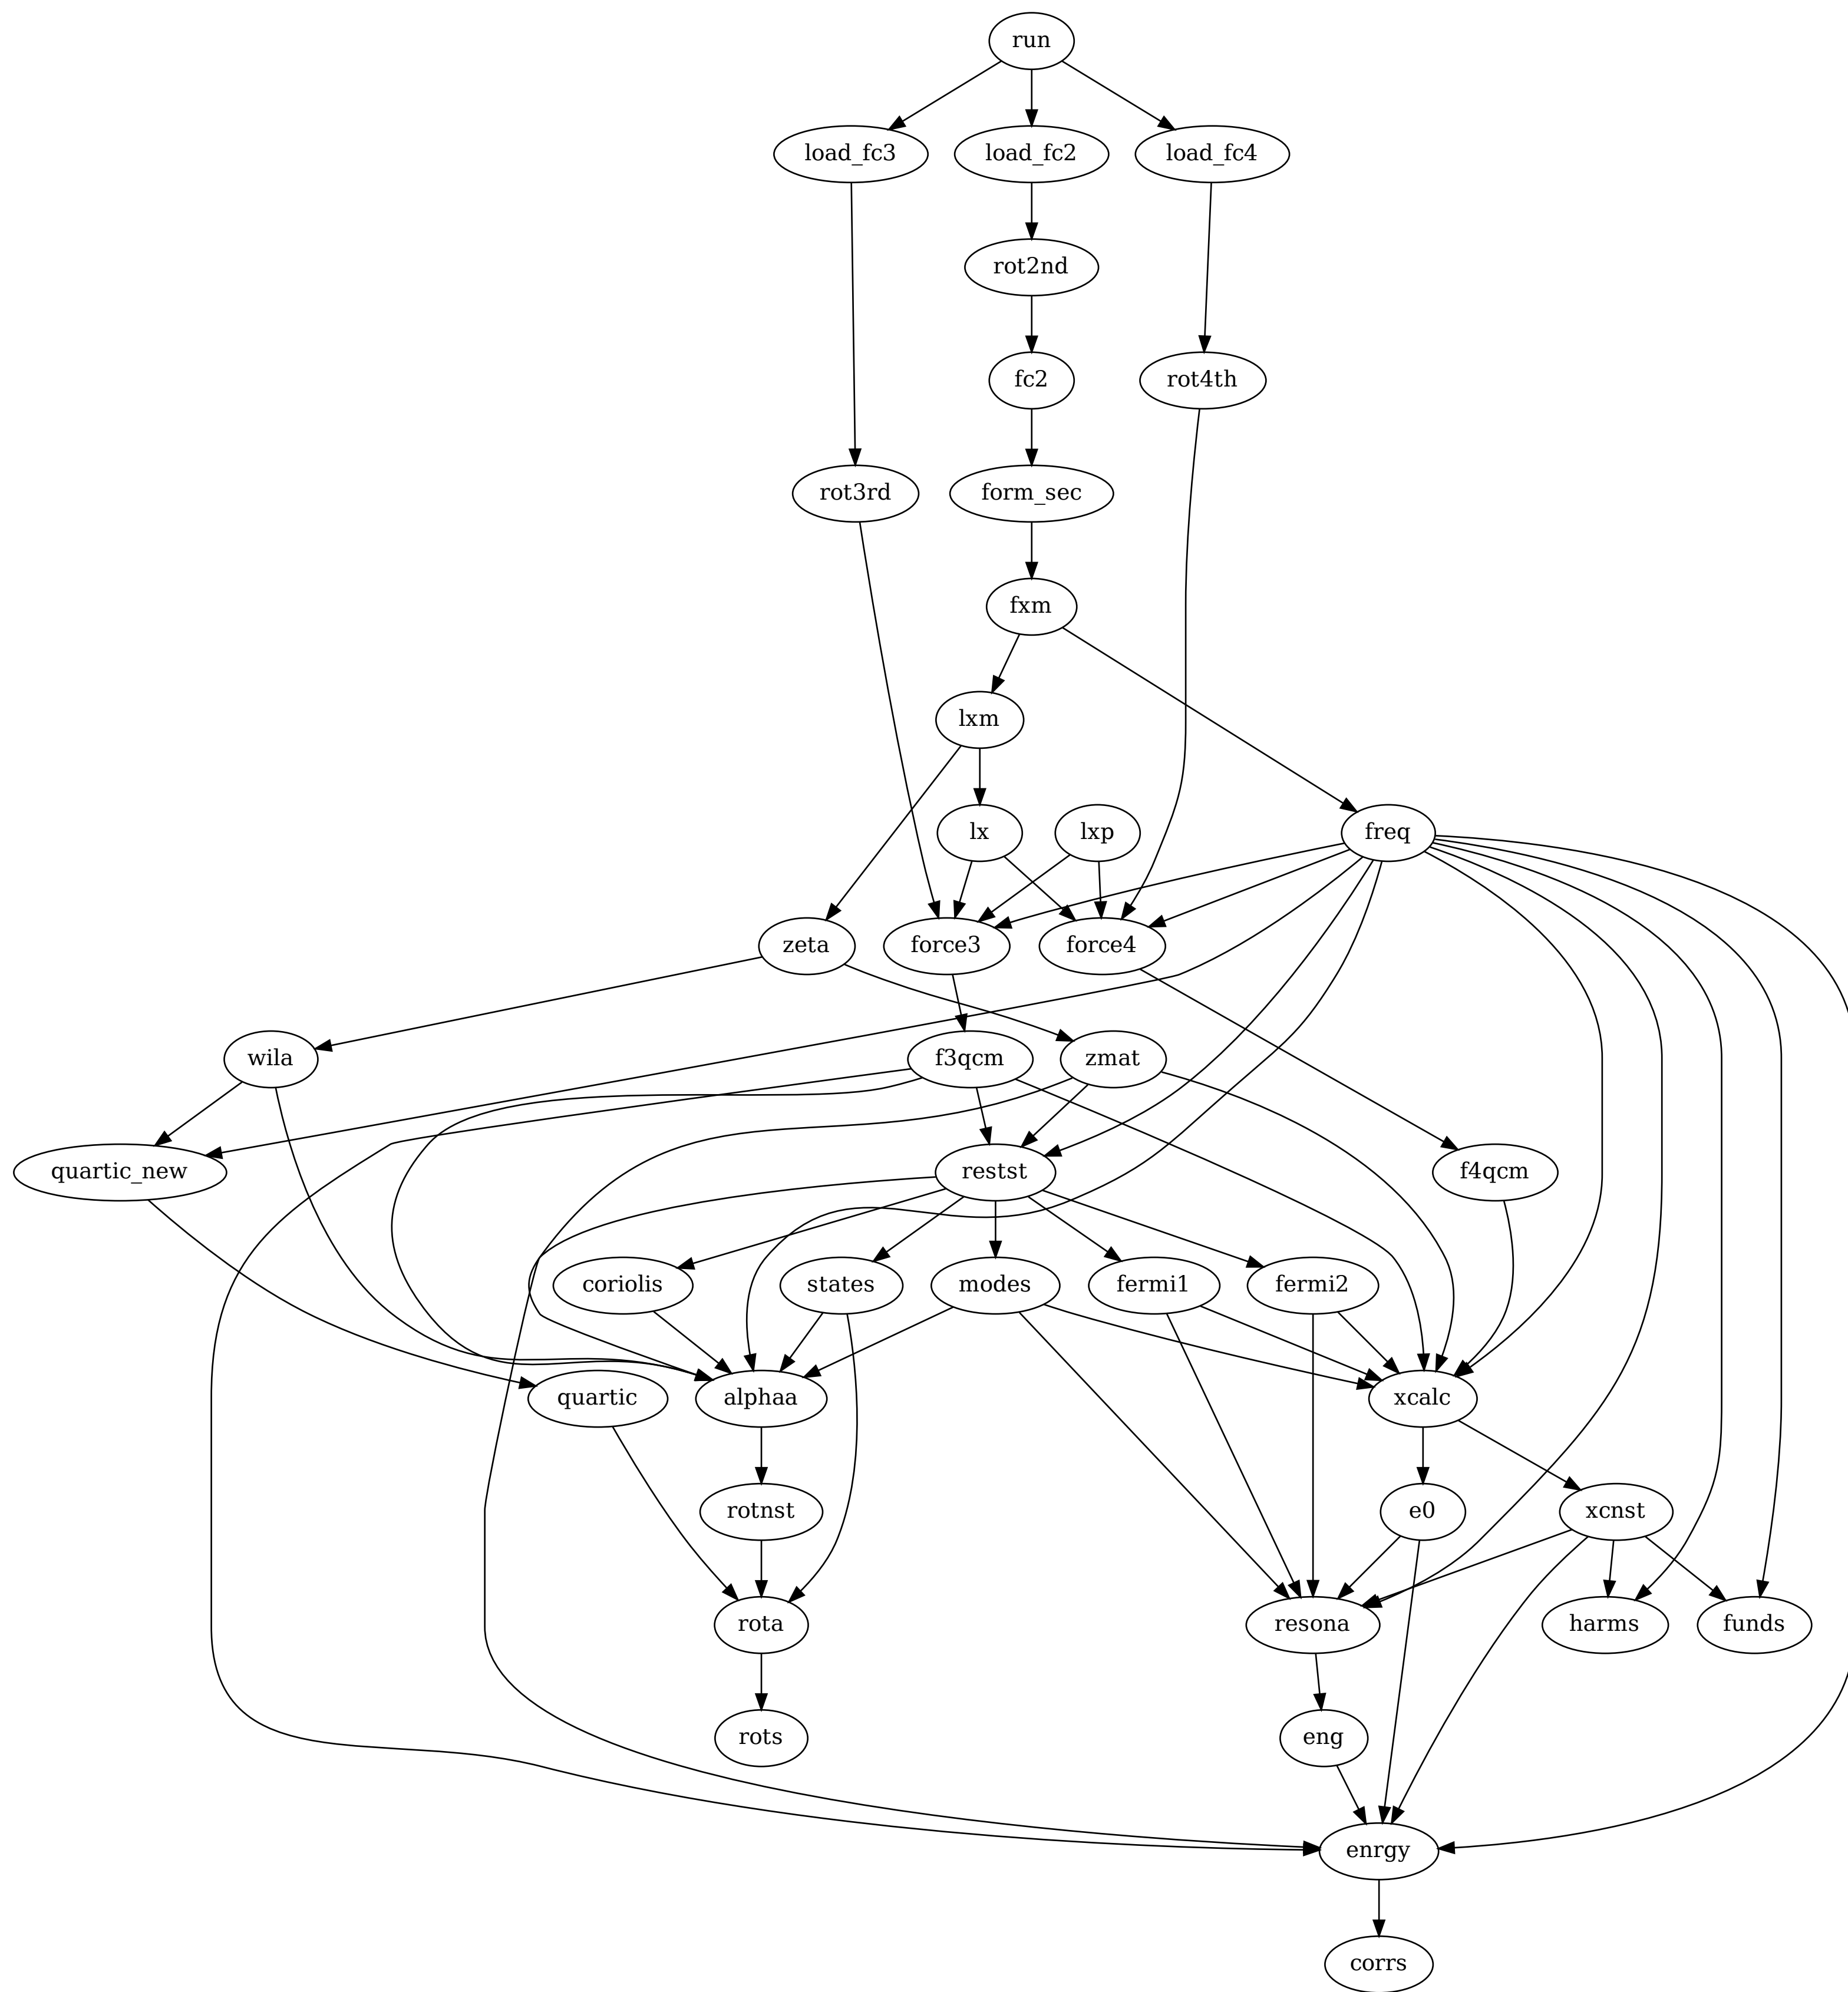 run
load_fc3
load_fc2
load_fc4
rot2nd
fc2
rot4th
rot3rd
form_sec
fxm
lxm
lx
lxp
freq
zeta
force3
force4
wila
f3qcm
zmat
quartic_new
restst
f4qcm
coriolis
states
modes
fermi1
fermi2
quartic
alphaa
xcalc
rotnst
e0
xcnst
rota
resona
harms
funds
rots
eng
enrgy
corrs